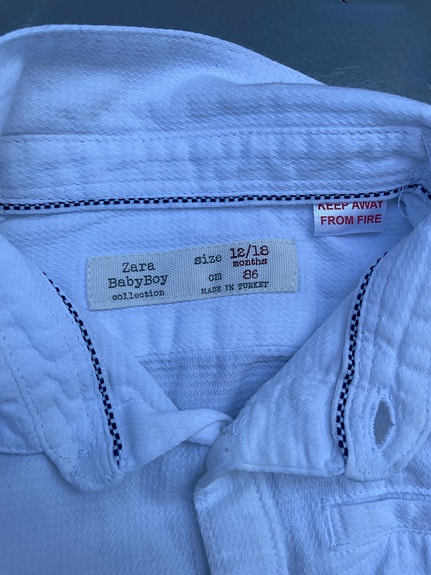 KEEP AWAY
FROM FIRE
Zara
BabyBoy
collection
size 12/18
months
cm 86
MADE IN TURKEY